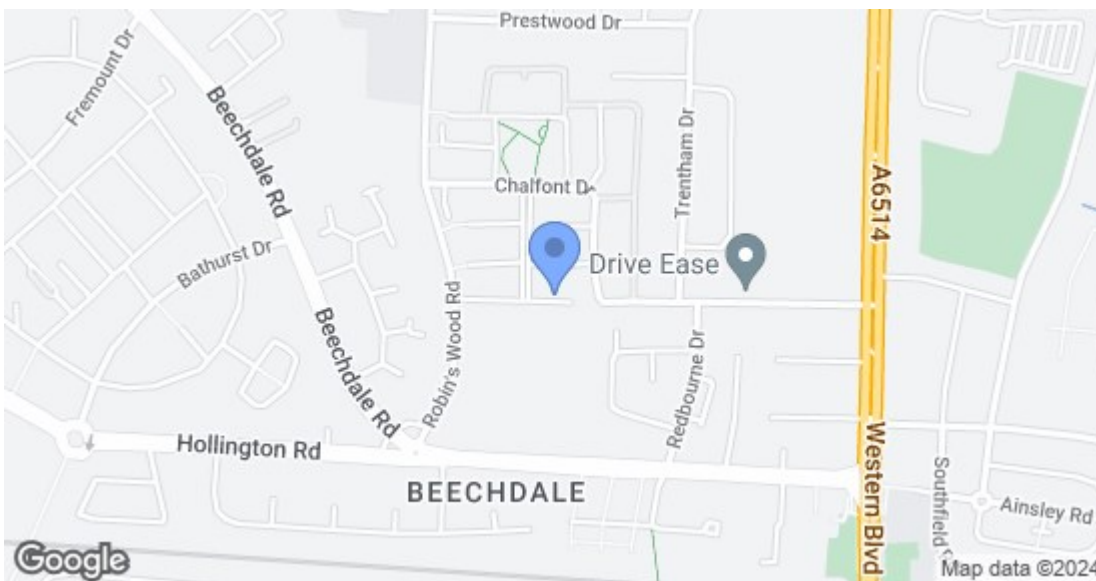 Prestwood Dr
Fremount Dr
Beechdale Rd
Trentham Dr
Chalfont D
A6514
Bathurst Dr
Drive Ease
Robin's Wood Rd
Beechdale Rd
Redbourne Dr
Hollington Rd
BEECHDALE
Western Blvd
Southfield
Ainsley Rd
Google
Map data ©2024